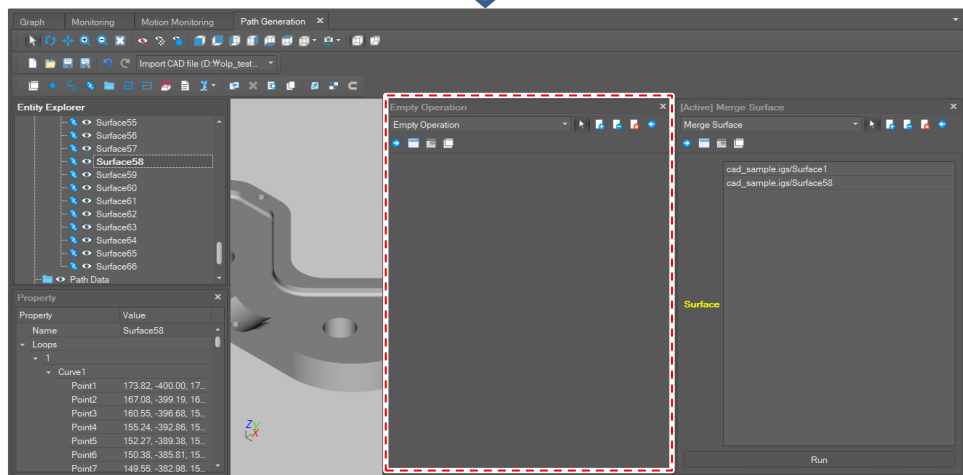 Graph Monitoring Motion Monitoring Path Generation
Import CAD file (D:₩olp_test...
Entity Explorer
Surface55
Surface56
Surface57
Surface58
Surface59
Surface60
Surface61
Surface62
Surface63
Surface64
Surface65
Surface66
Path Data
Property
Property Value
Name Surface58
Loops
1
Curve1
Point1 173.82, -400.00, 17...
Point2 167.08, -399.19, 16...
Point3 160.55, -396.68, 15...
Point4 155.24, -392.86, 15...
Point5 152.27, -389.38, 15...
Point6 150.38, -385.81, 15...
Point7 149.55, -382.98, 15...
Z
Y
X
Empty Operation
Empty Operation
[Active] Merge Surface
Merge Surface
cad_sample.igs/Surface1
cad_sample.igs/Surface58
Surface
Run